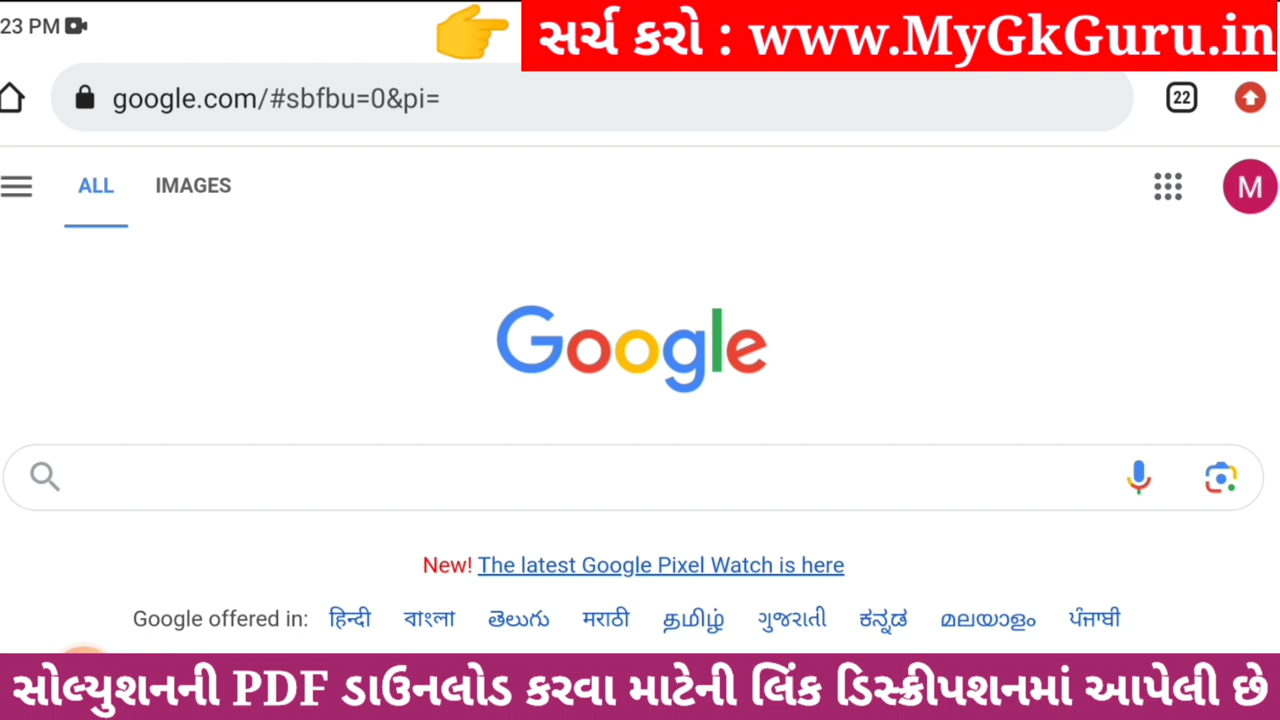 23 PM
👉 સર્ચ કરો : www.MyGkGuru.in
google.com/#sbfbu=0&pi=
22
ALL IMAGES
M
Google
New! The latest Google Pixel Watch is here
Google offered in: हिन्दी বাংলা తెలుగు मराठी தமிழ் ગુજરાતી ಕನ್ನಡ മലയാളം ਪੰਜਾਬੀ
સોલ્યુશનની PDF ડાઉનલોડ કરવા માટેની લિંક ડિસ્ક્રીપશનમાં આપેલી છે